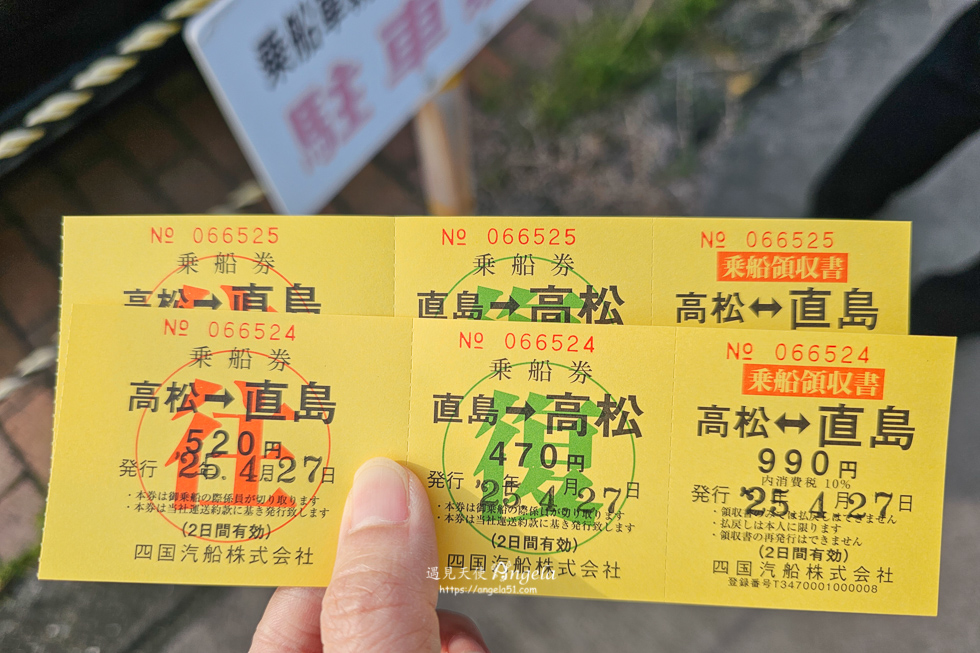 乗船車
駐車
№ 066525
乗船券
高松→直島
№ 066525
乗船券
直島→高松
№ 066525
乗船領収書
高松↔直島
№ 066524
乗船券
高松→直島
往
520円
発行 '25年4月27日
・本券は御乗船の際係員が切り取ります
・本券は当社運送約款に基き発行致します
(2日間有効)
四国汽船株式会社
№ 066524
乗船券
直島→高松
復
470円
発行 '25年4月27日
・本券は御乗船の際係員が切り取ります
・本券は当社運送約款に基き発行致します
(2日間有効)
四国汽船株式会社
№ 066524
乗船領収書
高松↔直島
990円
内消費税 10%
発行 '25年4月27日
・払戻しは本人に限ります
・領収書の再発行はできません
(2日間有効)
四国汽船株式会社
登録番号T3470001000008
遇見天使 Angela
https://angela51.com